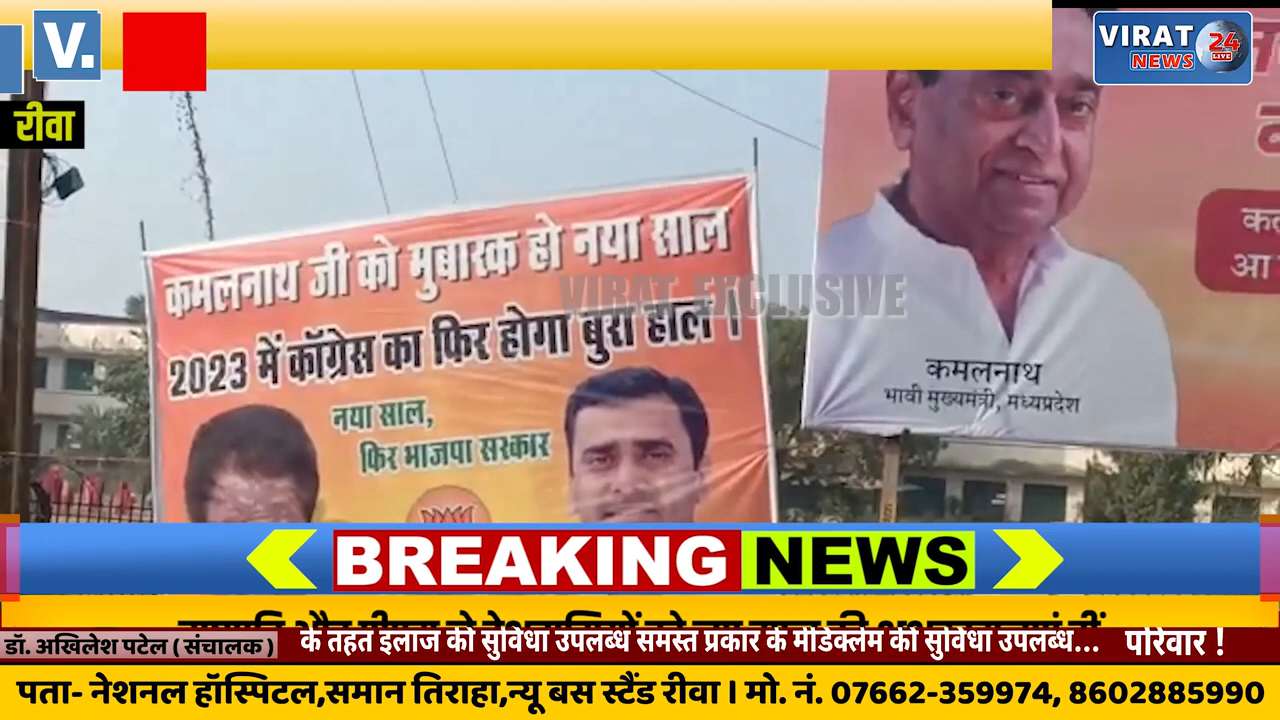 V.
VIRAT
NEWS
24
LIVE
रीवा
कमलनाथ जी को मुबारक हो नया साल
2023 में कॉग्रेस का फिर होगा बुरा हाल ।
नया साल,
फिर भाजपा सरकार
VIRAT EXCLUSIVE
कमलनाथ
भावी मुख्यमंत्री, मध्यप्रदेश
आ
BREAKING NEWS
डॉ. अखिलेश पटेल ( संचालक )
के तहत इलाज की सुविधा उपलब्ध समस्त प्रकार के मेडिक्लेम की सुविधा उपलब्ध... परिवार !
पता- नेशनल हॉस्पिटल,समान तिराहा,न्यू बस स्टैंड रीवा । मो. नं. 07662-359974, 8602885990